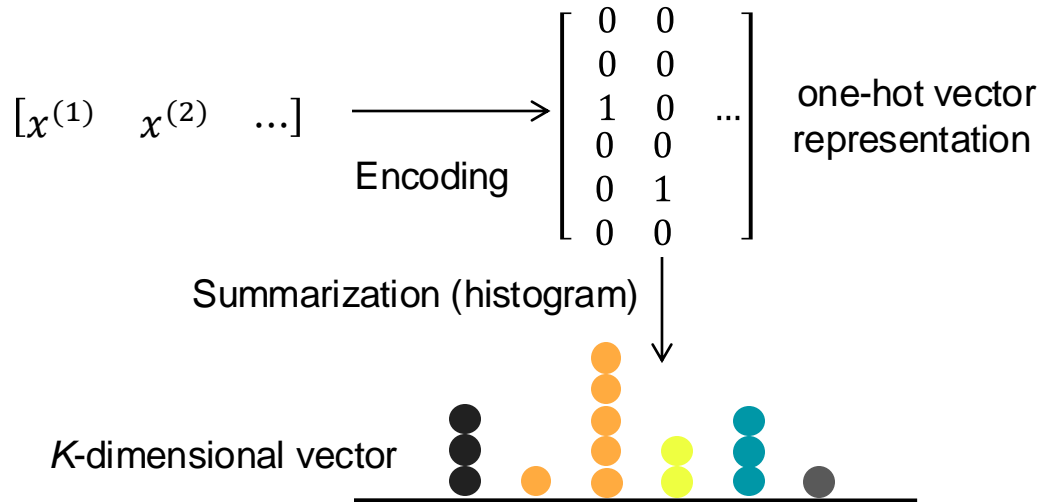 [x⁽¹⁾ x⁽²⁾ ...]
Encoding
0 0
0 0
1 0 ...
0 0
0 1
0 0
one-hot vector
representation
Summarization (histogram)
K-dimensional vector